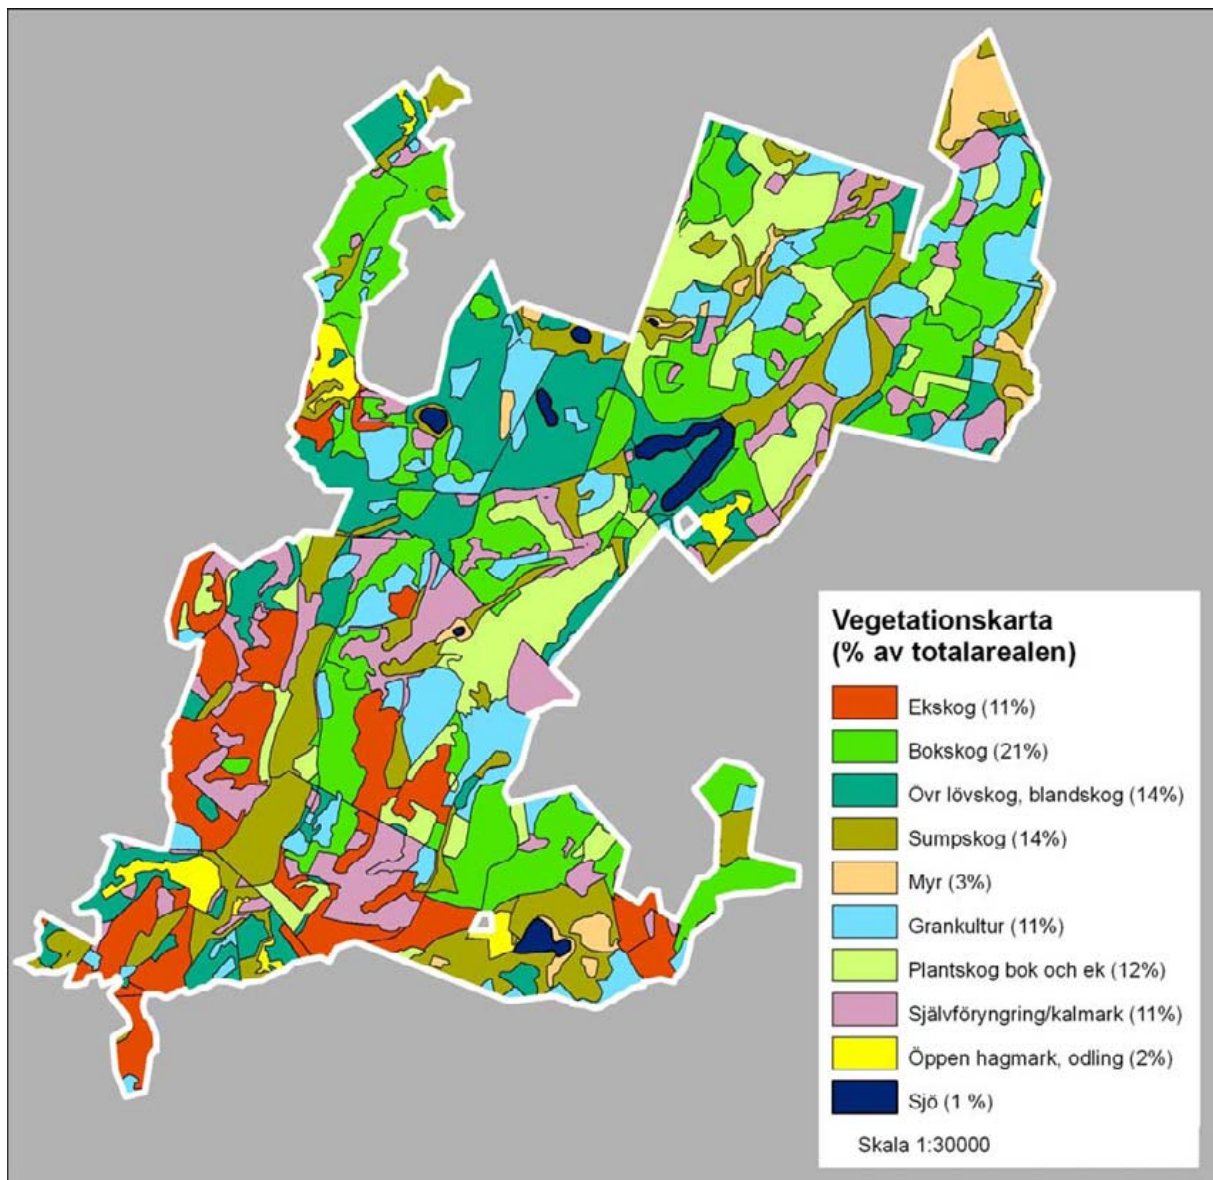 Vegetationskarta
(% av totalarealen)
Ekskog (11%)
Bokskog (21%)
Övr lövskog, blandskog (14%)
Sumpskog (14%)
Myr (3%)
Grankultur (11%)
Plantskog bok och ek (12%)
Självföryngring/kalmark (11%)
Öppen hagmark, odling (2%)
Sjö (1 %)
Skala 1:30000